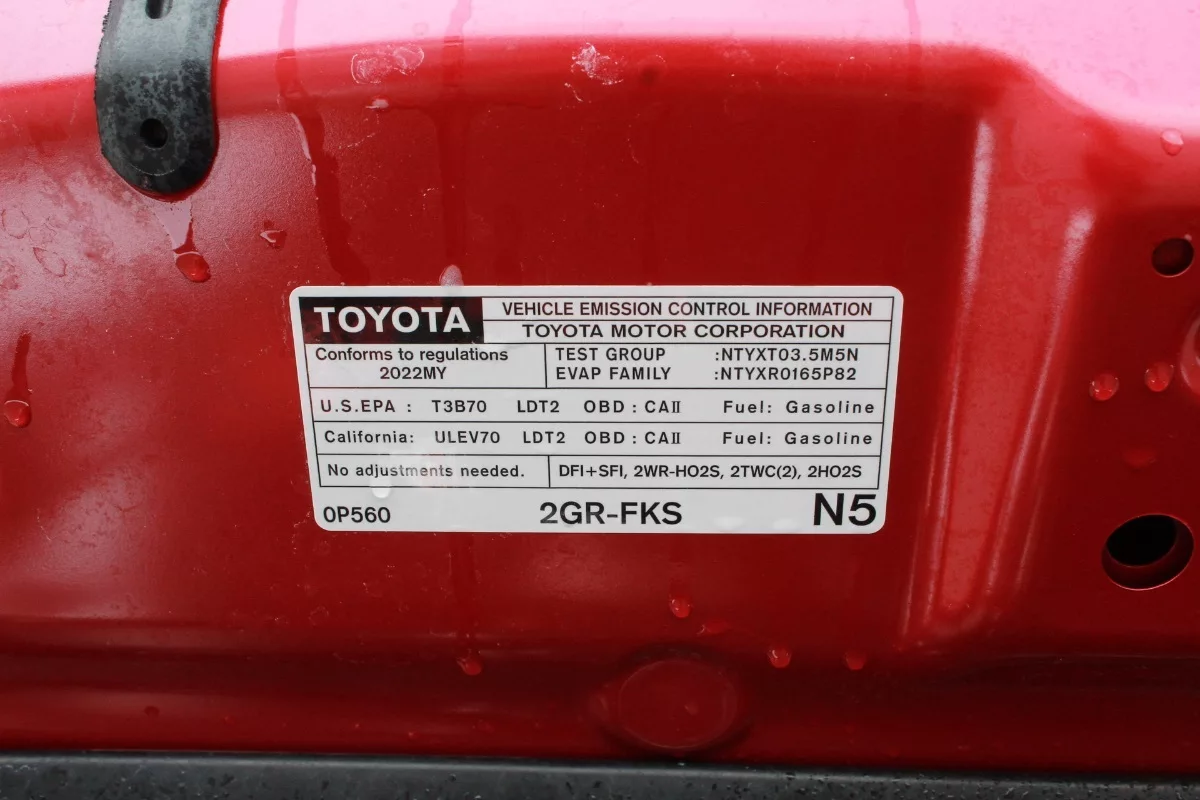 TOYOTA
VEHICLE EMISSION CONTROL INFORMATION
TOYOTA MOTOR CORPORATION
Conforms to regulations
2022MY
TEST GROUP :NTYXT03.5M5N
EVAP FAMILY :NTYXR0165P82
U.S.EPA : T3B70 LDT2 OBD : CAII Fuel: Gasoline
California: ULEV70 LDT2 OBD : CAII Fuel: Gasoline
No adjustments needed.
DFI+SFI, 2WR-HO2S, 2TWC(2), 2HO2S
0P560 2GR-FKS N5